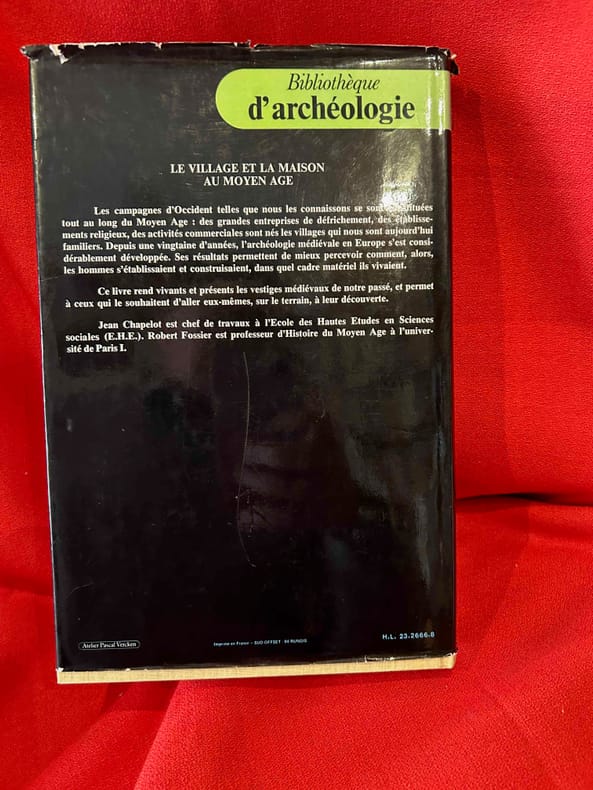 Bibliothèque
d'archéologie
LE VILLAGE ET LA MAISON
AU MOYEN AGE
Les campagnes d'Occident telles que nous les connaissons se sont constituées
tout au long du Moyen Age : des grandes entreprises de défrichement, des établisse-
ments religieux, des activités commerciales sont nés les villages qui nous sont aujourd'hui
familiers. Depuis une vingtaine d'années, l'archéologie médiévale en Europe s'est consi-
dérablement développée. Ses résultats permettent de mieux percevoir comment, alors,
les hommes s'établissaient et construisaient, dans quel cadre matériel ils vivaient.
Ce livre rend vivants et présents les vestiges médiévaux de notre passé, et permet
à ceux qui le souhaitent d'aller eux-mêmes, sur le terrain, à leur découverte.
Jean Chapelot est chef de travaux à l'Ecole des Hautes Etudes en Sciences
sociales (E.H.E.). Robert Fossier est professeur d'Histoire du Moyen Age à l'univer-
sité de Paris I.
Atelier Pascal Vercken
Imprimé en France - SUD OFFSET - 94 RUNGIS
H.L. 23.2666-8